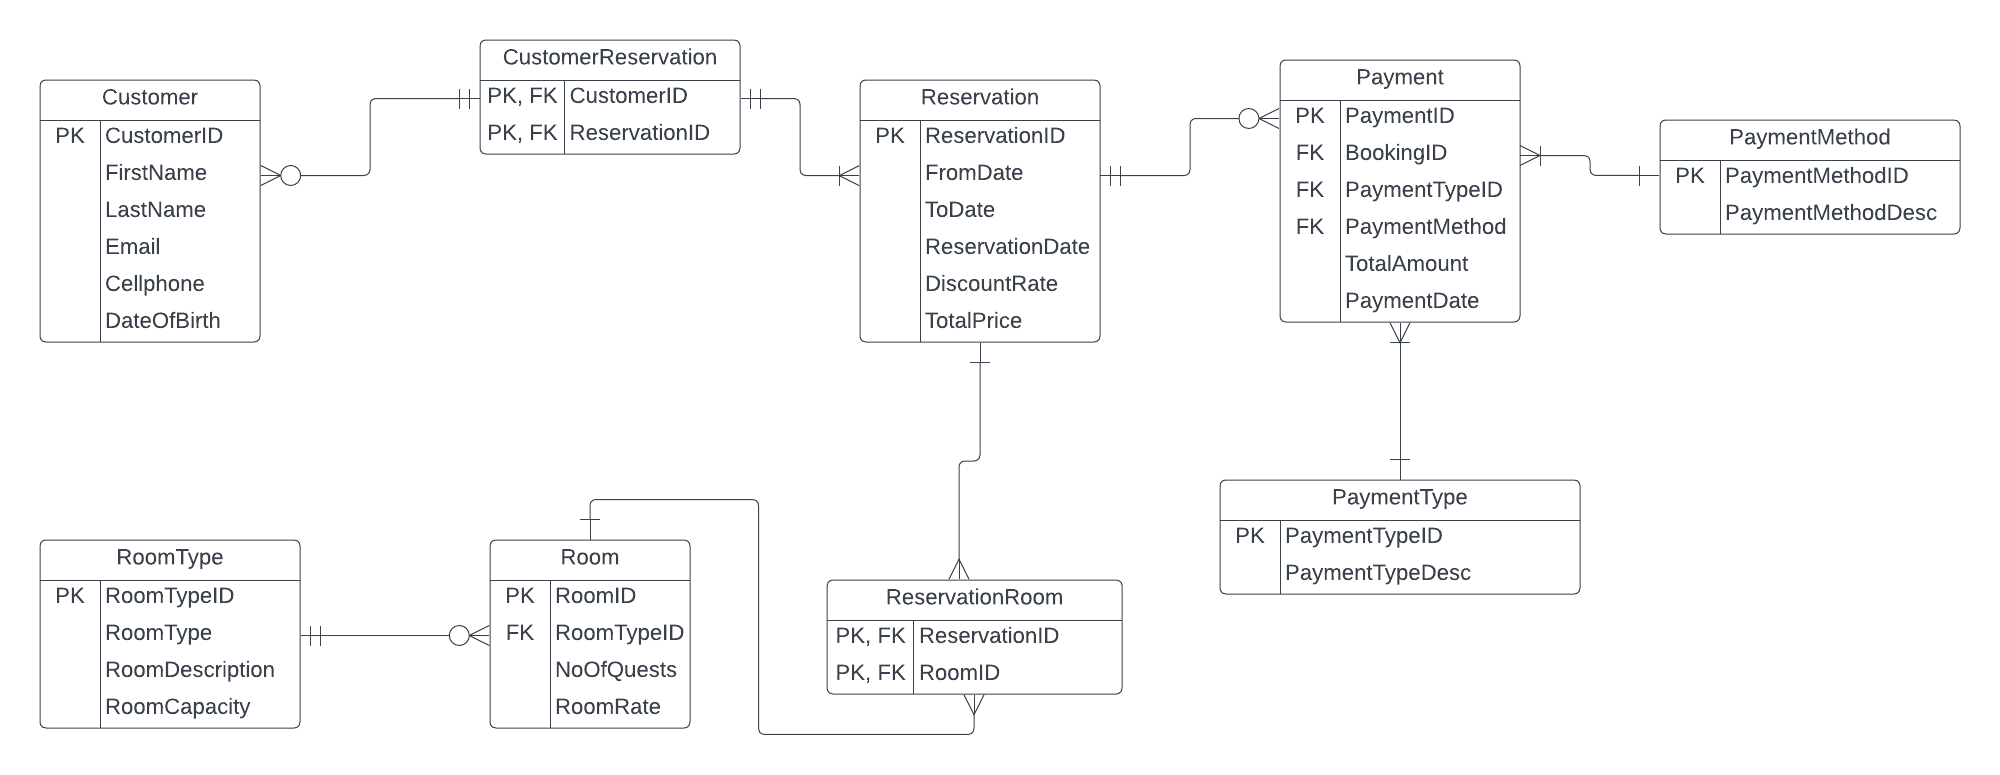 CustomerReservation
PK, FK CustomerID
PK, FK ReservationID
Customer
PK CustomerID
FirstName
LastName
Email
Cellphone
DateOfBirth
Reservation
PK ReservationID
FromDate
ToDate
ReservationDate
DiscountRate
TotalPrice
Payment
PK PaymentID
FK BookingID
FK PaymentTypeID
FK PaymentMethod
TotalAmount
PaymentDate
PaymentMethod
PK PaymentMethodID
PaymentMethodDesc
RoomType
PK RoomTypeID
RoomType
RoomDescription
RoomCapacity
Room
PK RoomID
FK RoomTypeID
NoOfQuests
RoomRate
ReservationRoom
PK, FK ReservationID
PK, FK RoomID
PaymentType
PK PaymentTypeID
PaymentTypeDesc